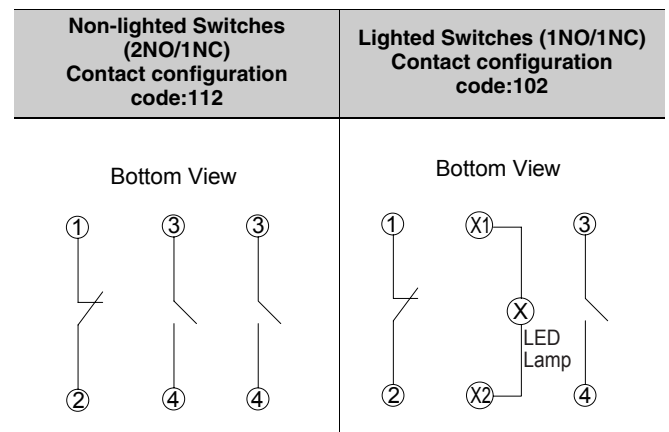 Non-lighted Switches
(2NO/1NC)
Contact configuration
code:112
Lighted Switches (1NO/1NC)
Contact configuration
code:102
Bottom View
1 3 3
2 4 4
Bottom View
1 X1 3
X
LED
Lamp
2 X2 4